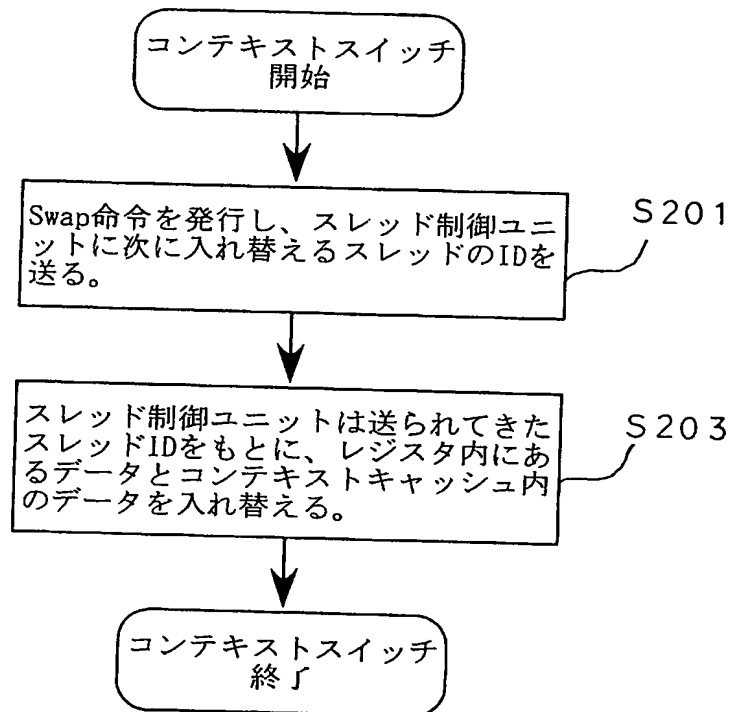 コンテキストスイッチ
開始
Swap命令を発行し、スレッド制御ユニ
ットに次に入れ替えるスレッドのIDを
送る。
S201
スレッド制御ユニットは送られてきた
スレッドIDをもとに、レジスタ内にあ
るデータとコンテキストキャッシュ内
のデータを入れ替える。
S203
コンテキストスイッチ
終了